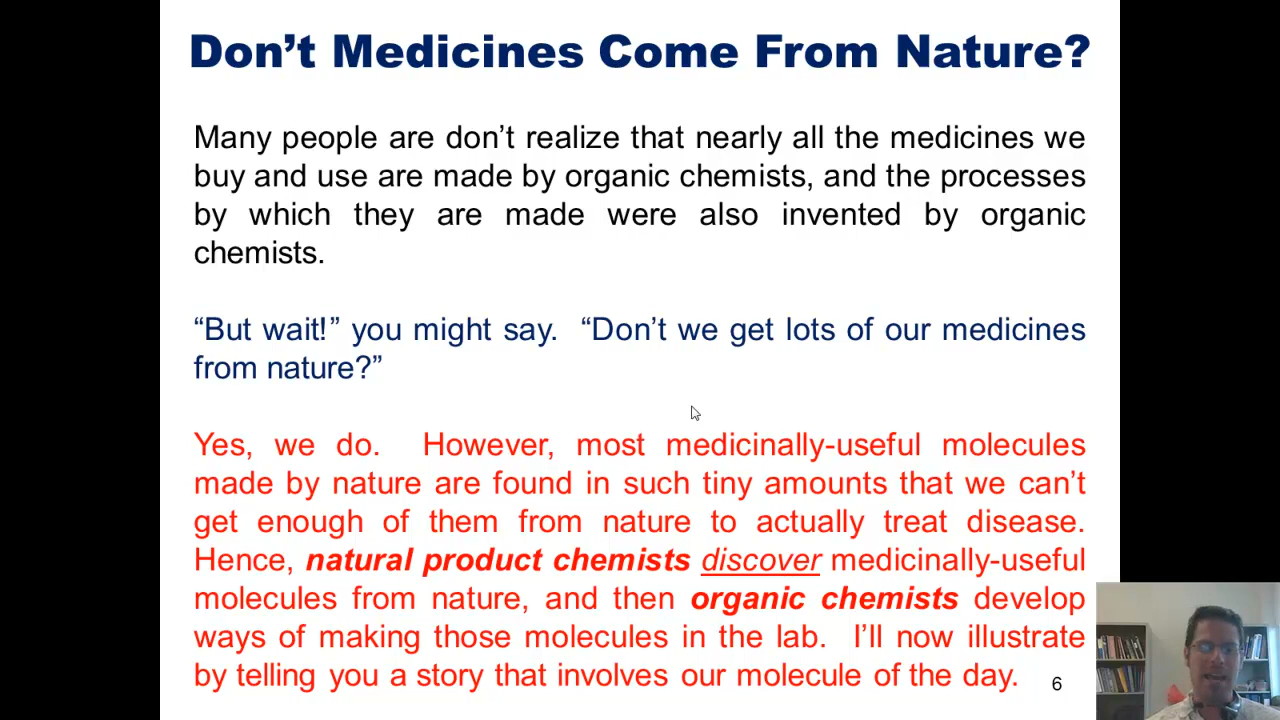 Don’t Medicines Come From Nature?
Many people are don’t realize that nearly all the medicines we
buy and use are made by organic chemists, and the processes
by which they are made were also invented by organic
chemists.
“But wait!” you might say. “Don’t we get lots of our medicines
from nature?”
Yes, we do. However, most medicinally-useful molecules
made by nature are found in such tiny amounts that we can’t
get enough of them from nature to actually treat disease.
Hence, natural product chemists discover medicinally-useful
molecules from nature, and then organic chemists develop
ways of making those molecules in the lab. I’ll now illustrate
by telling you a story that involves our molecule of the day.
6